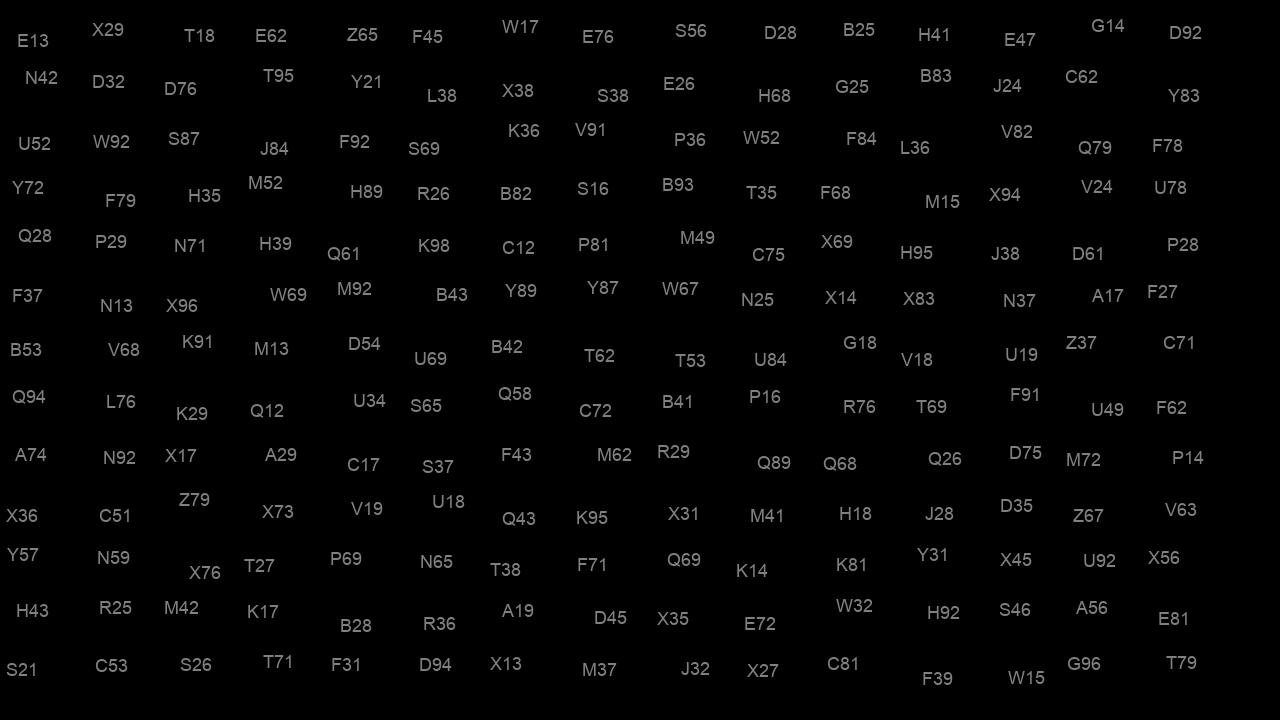 E13 X29 T18 E62 Z65 F45 W17 E76 S56 D28 B25 H41 E47 G14 D92
N42 D32 D76 T95 Y21 L38 X38 S38 E26 H68 G25 B83 J24 C62 Y83
U52 W92 S87 J84 F92 S69 K36 V91 P36 W52 F84 L36 V82 Q79 F78
Y72 F79 H35 M52 H89 R26 B82 S16 B93 T35 F68 M15 X94 V24 U78
Q28 P29 N71 H39 Q61 K98 C12 P81 M49 C75 X69 H95 J38 D61 P28
F37 N13 X96 W69 M92 B43 Y89 Y87 W67 N25 X14 X83 N37 A17 F27
B53 V68 K91 M13 D54 U69 B42 T62 T53 U84 G18 V18 U19 Z37 C71
Q94 L76 K29 Q12 U34 S65 Q58 C72 B41 P16 R76 T69 F91 U49 F62
A74 N92 X17 A29 C17 S37 F43 M62 R29 Q89 Q68 Q26 D75 M72 P14
X36 C51 Z79 X73 V19 U18 Q43 K95 X31 M41 H18 J28 D35 Z67 V63
Y57 N59 X76 T27 P69 N65 T38 F71 Q69 K14 K81 Y31 X45 U92 X56
H43 R25 M42 K17 B28 R36 A19 D45 X35 E72 W32 H92 S46 A56 E81
S21 C53 S26 T71 F31 D94 X13 M37 J32 X27 C81 F39 W15 G96 T79